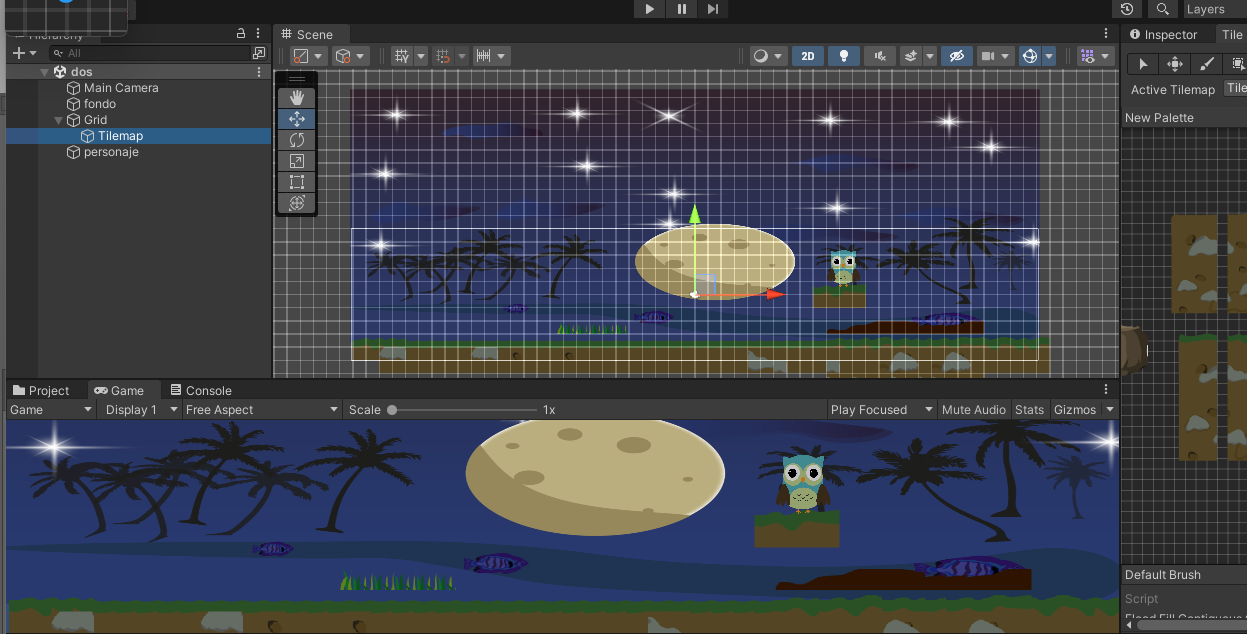 Layers
Hierarchy
Scene
Inspector
Tile
All
2D
dos
Main Camera
Active Tilemap
Tile
fondo
Grid
New Palette
Tilemap
personaje
Project
Game
Console
Game
Display 1
Free Aspect
Scale
1x
Play Focused
Mute Audio
Stats
Gizmos
Default Brush
Script